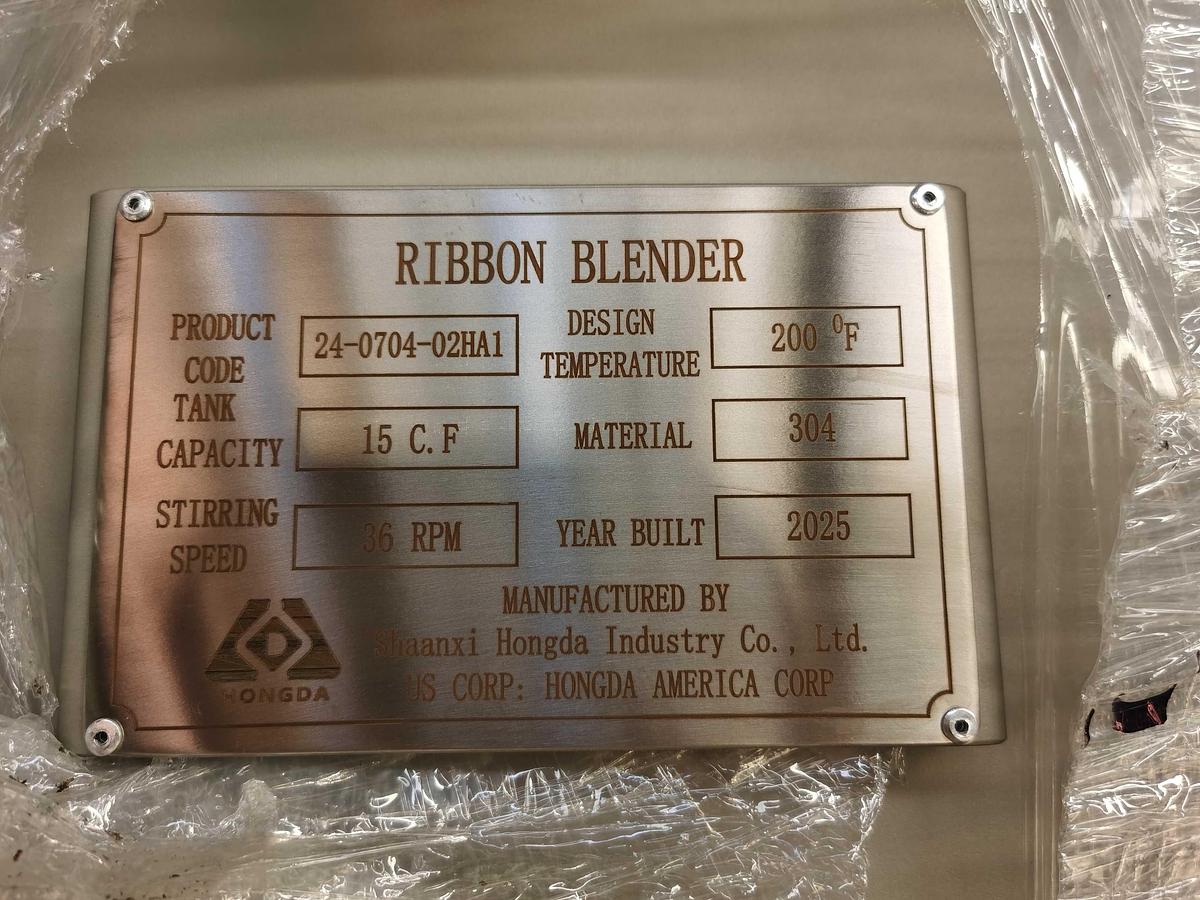 RIBBON BLENDER
PRODUCT CODE 24-0704-02HA1
DESIGN TEMPERATURE 200 ⁰F
TANK CAPACITY 15 C.F
MATERIAL 304
STIRRING SPEED 36 RPM
YEAR BUILT 2025
MANUFACTURED BY
Shaanxi Hongda Industry Co., Ltd.
US CORP: HONGDA AMERICA CORP
HONGDA